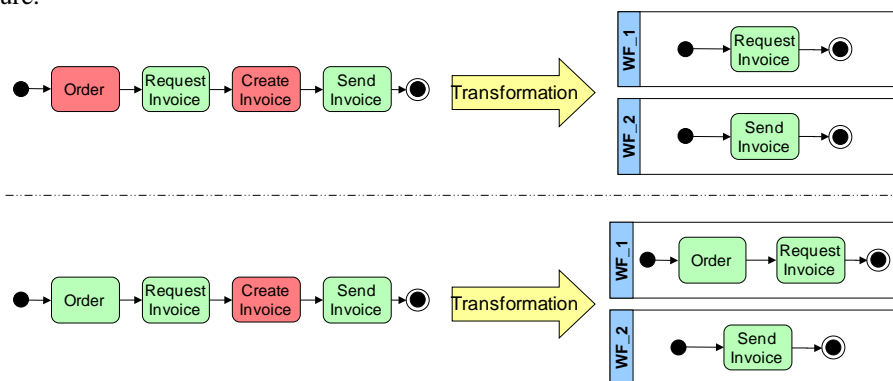 ure.
Order
Request
Invoice
Create
Invoice
Send
Invoice
Transformation
WF_1
Request
Invoice
WF_2
Send
Invoice
Order
Request
Invoice
Create
Invoice
Send
Invoice
Transformation
WF_1
Order
Request
Invoice
WF_2
Send
Invoice